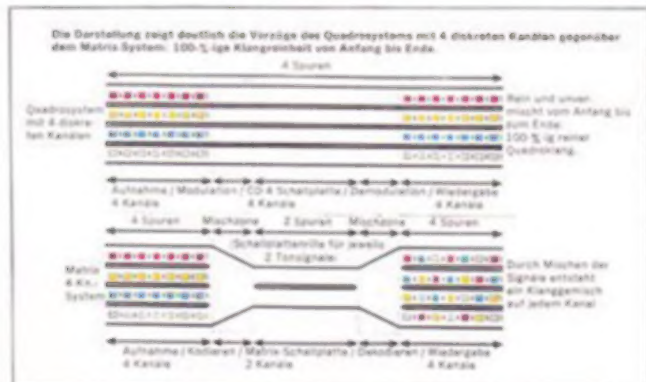 Die Darstellung zeigt deutlich die Vorzüge des Quadrosystems mit 4 diskreten Kanälen gegenüber
dem Matrix-System: 100-%-ige Klangreinheit von Anfang bis Ende.
4 Spuren
Quadrosystem
mit 4 diskre-
ten Kanälen
Rein und unver-
mischt vom Anfang bis
zum Ende.
100 %-ig reiner
Quadroklang.
Aufnahme / Modulation / CD-4 Schallplatte / Demodulation / Wiedergabe
4 Kanäle 4 Kanäle 4 Kanäle
4 Spuren Mischzone 2 Spuren Mischzone 4 Spuren
(Schallplattenrille für jeweils
2 Tonsignale)
Matrix
4-Kn.-
System
Durch Mischen der
Signale entsteht
ein Klanggemisch
auf jedem Kanal
Aufnahme / Kodieren / Matrix-Schallplatte / Dekodieren / Wiedergabe
4 Kanäle 2 Kanäle 4 Kanäle